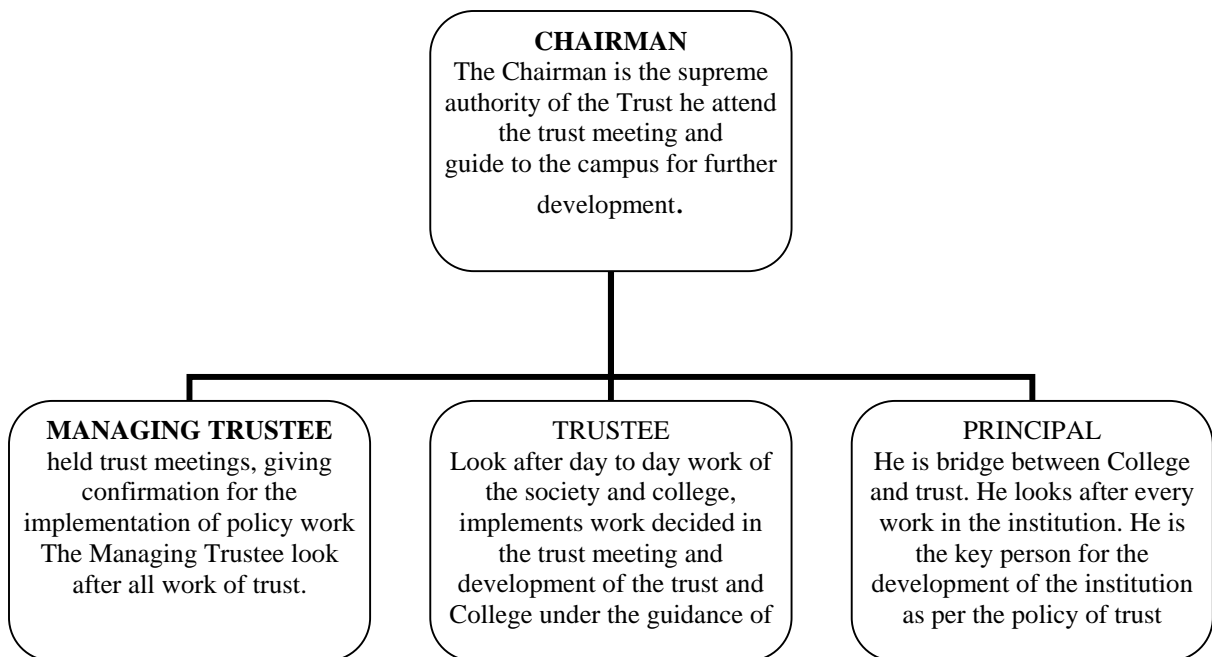 CHAIRMAN
The Chairman is the supreme
authority of the Trust he attend
the trust meeting and
guide to the campus for further
development.
MANAGING TRUSTEE
held trust meetings, giving
confirmation for the
implementation of policy work
The Managing Trustee look
after all work of trust.
TRUSTEE
Look after day to day work of
the society and college,
implements work decided in
the trust meeting and
development of the trust and
College under the guidance of
PRINCIPAL
He is bridge between College
and trust. He looks after every
work in the institution. He is
the key person for the
development of the institution
as per the policy of trust